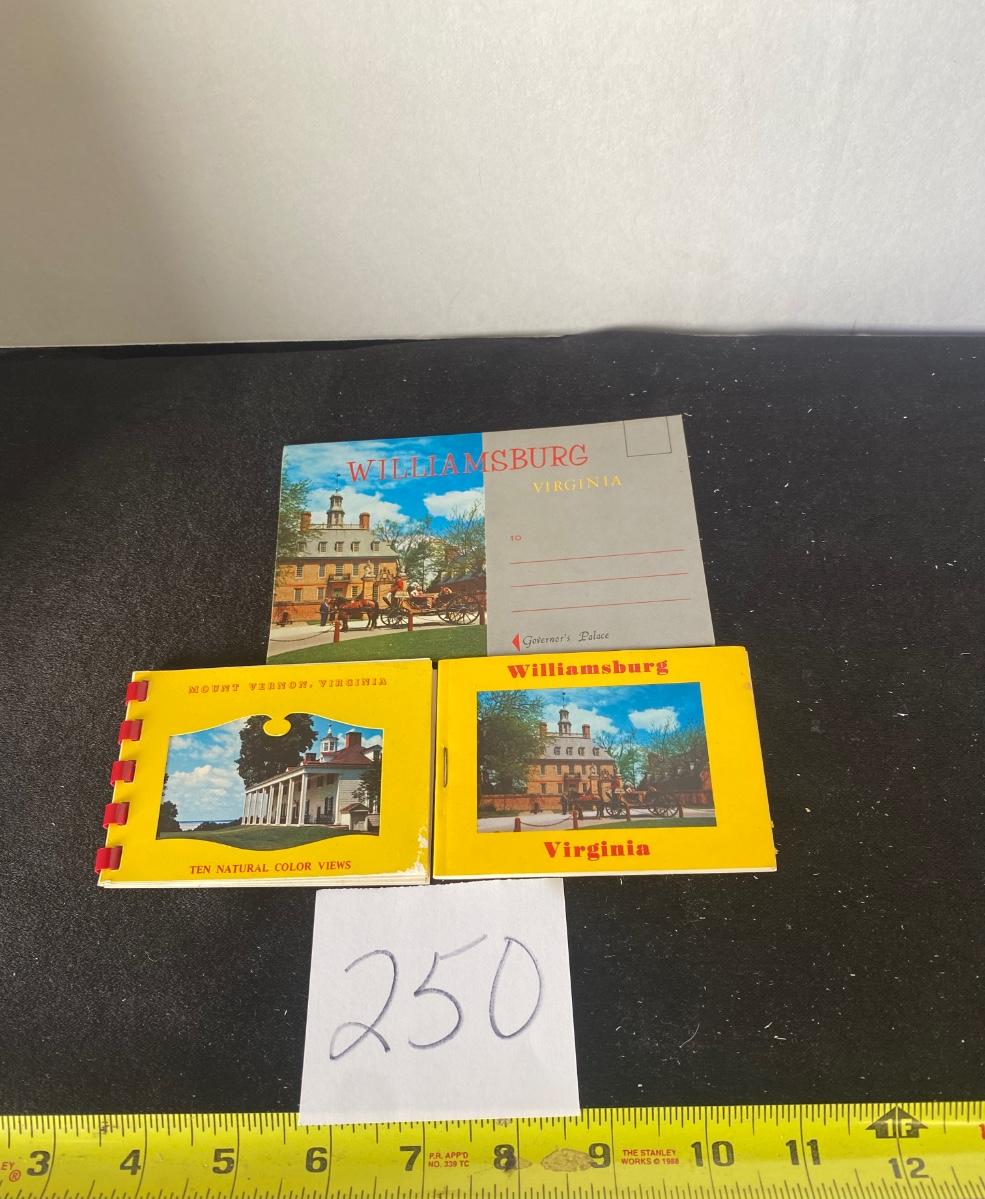 WILLIAMSBURG
VIRGINIA
TO
Governor's Palace
MOUNT VERNON, VIRGINIA
TEN NATURAL COLOR VIEWS
Williamsburg
Virginia
250
3 4 5 6 7 P.R. APP'D NO. 339 TC 8 9 THE STANLEY WORKS © 1988 10 11 1F 12